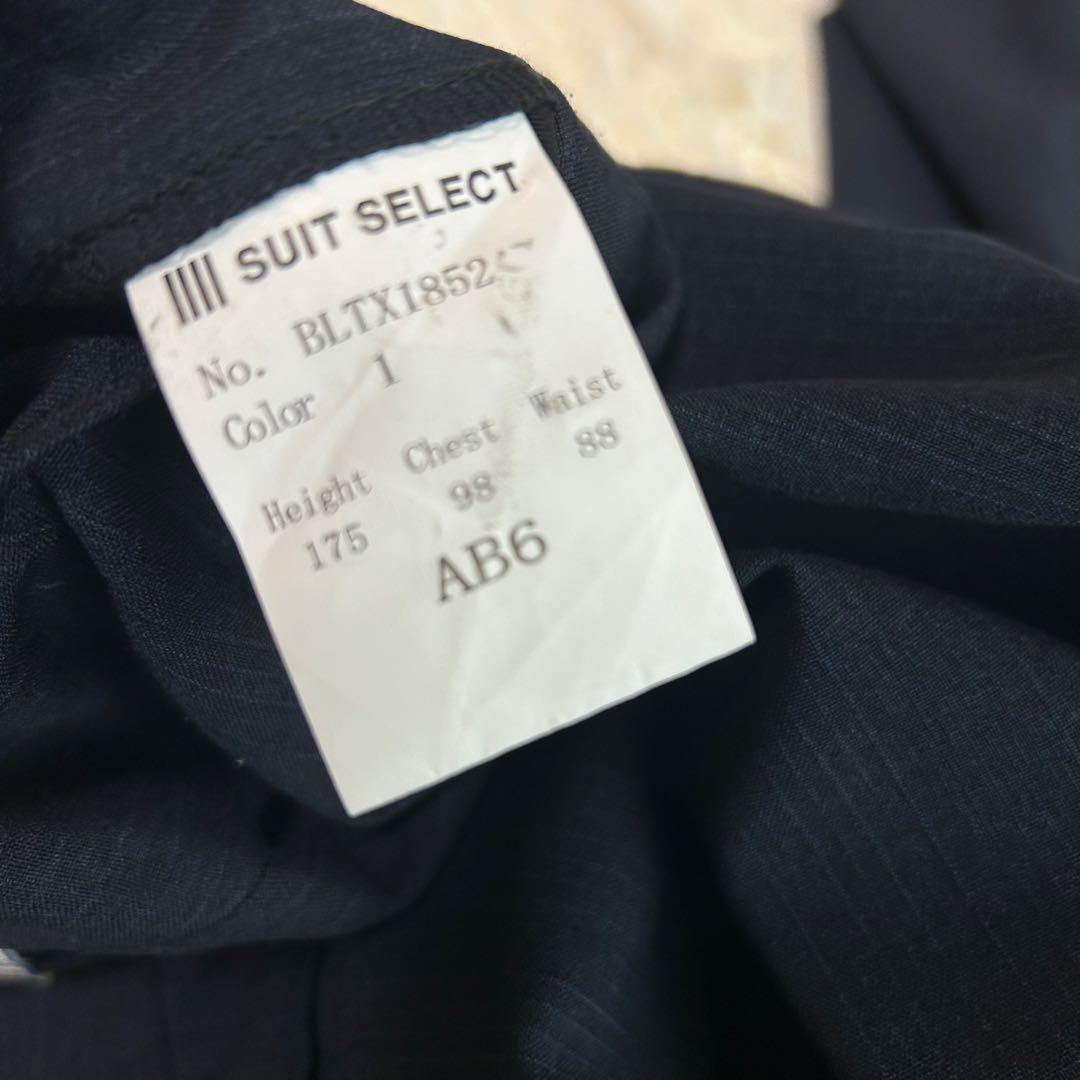 SUIT SELECT
No. BLTX1852
Color 1
Height Chest Waist
175 98 88
AB6